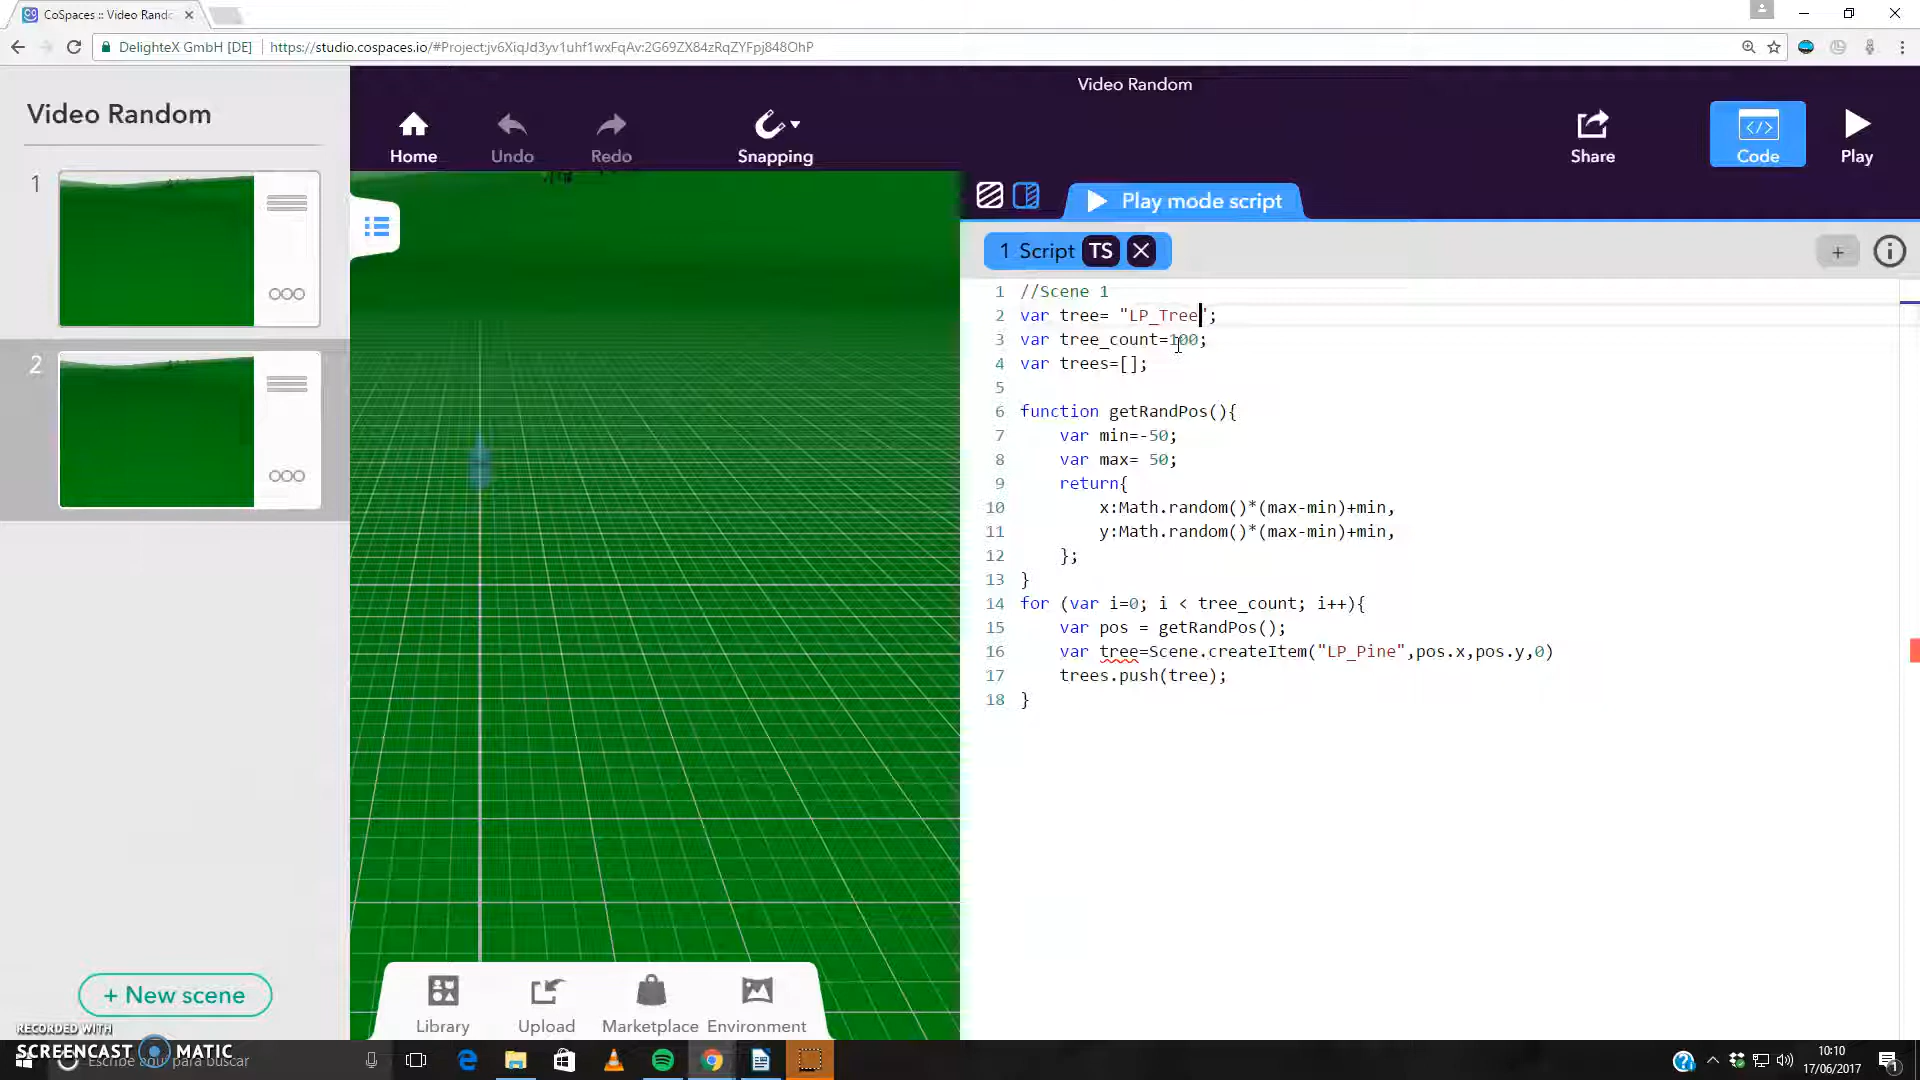 CoSpaces :: Video Rand
DelighteX GmbH [DE]
https://studio.cospaces.io/#Project:jv6XiqJd3yv1uhf1wxFqAv:2G69ZX84zRqZYFpj848OhP
Video Random
Video Random
Home
Undo
Redo
Snapping
Share
Code
Play
1
2
Play mode script
1 Script TS
1 //Scene 1
2 var tree= "LP_Tree";
3 var tree_count=100;
4 var trees=[];
5
6 function getRandPos(){
7 var min=-50;
8 var max= 50;
9 return{
10 x:Math.random()*(max-min)+min,
11 y:Math.random()*(max-min)+min,
12 };
13 }
14 for (var i=0; i < tree_count; i++){
15 var pos = getRandPos();
16 var tree=Scene.createItem("LP_Pine",pos.x,pos.y,0)
17 trees.push(tree);
18 }
+ New scene
Library
Upload
Marketplace
Environment
RECORDED WITH
SCREENCAST MATIC
Escribe aquí para buscar
10:10
17/06/2017